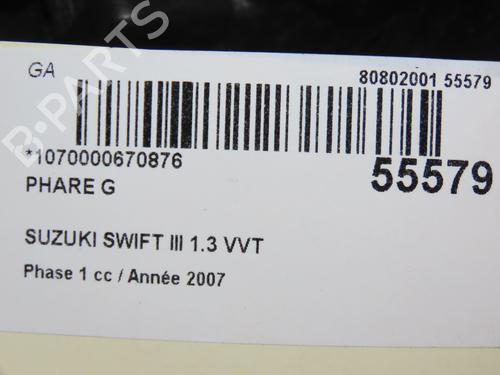 GA
80802001 55579
*1070000670876
55579
PHARE G
SUZUKI SWIFT III 1.3 VVT
Phase 1 cc / Année 2007
B-PARTS